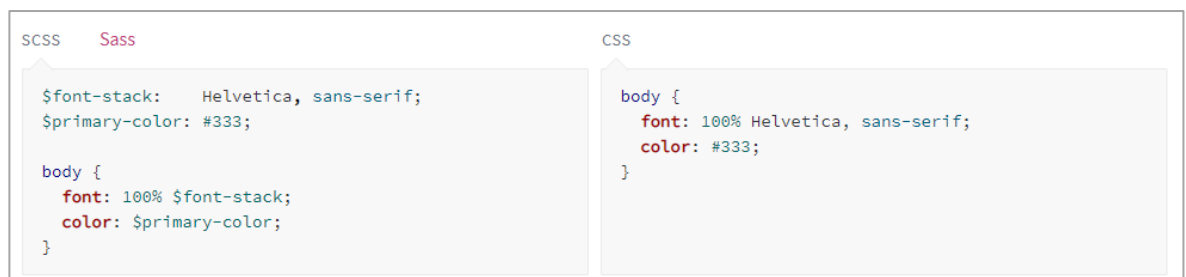 SCSS Sass
$font-stack:    Helvetica, sans-serif;
$primary-color: #333;
body {
  font: 100% $font-stack;
  color: $primary-color;
}
CSS
body {
  font: 100% Helvetica, sans-serif;
  color: #333;
}